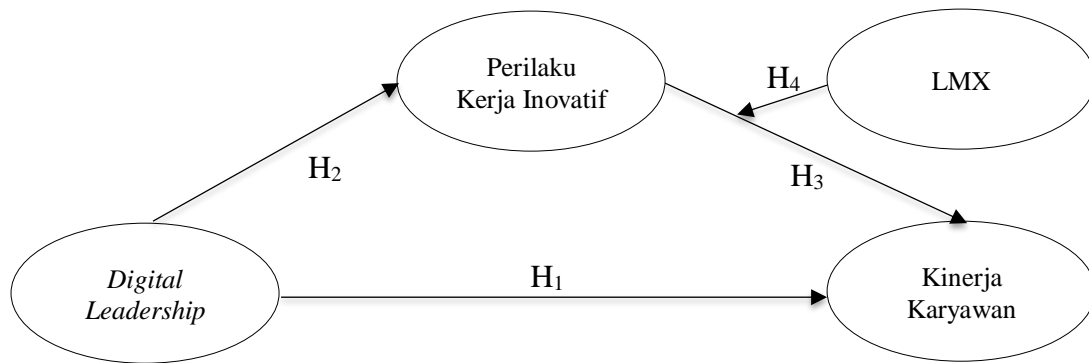 Perilaku
Kerja Inovatif
H₄
LMX
H₂
H₃
Digital
Leadership
H₁
Kinerja
Karyawan